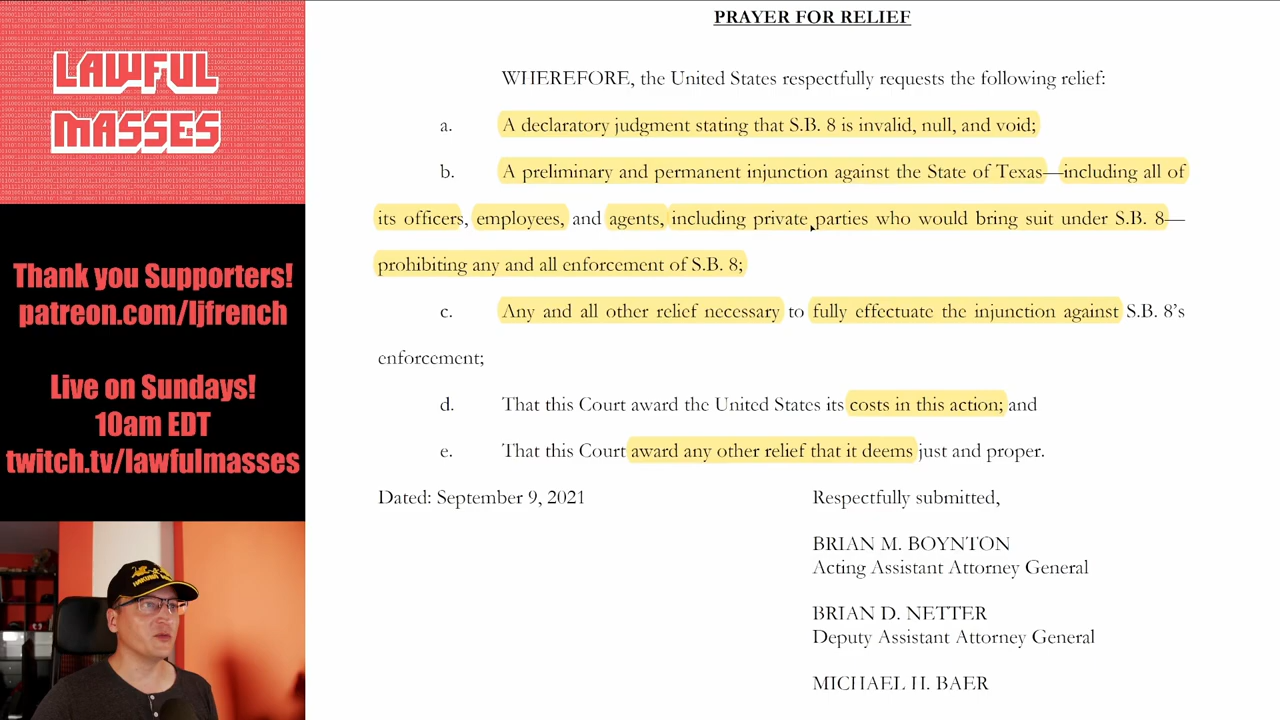 LAWFUL
MASSES
Thank you Supporters!
patreon.com/ljfrench
Live on Sundays!
10am EDT
twitch.tv/lawfulmasses
PRAYER FOR RELIEF
WHEREFORE, the United States respectfully requests the following relief:
a. A declaratory judgment stating that S.B. 8 is invalid, null, and void;
b. A preliminary and permanent injunction against the State of Texas—including all of
its officers, employees, and agents, including private parties who would bring suit under S.B. 8—
prohibiting any and all enforcement of S.B. 8;
c. Any and all other relief necessary to fully effectuate the injunction against S.B. 8’s
enforcement;
d. That this Court award the United States its costs in this action; and
e. That this Court award any other relief that it deems just and proper.
Dated: September 9, 2021 Respectfully submitted,
BRIAN M. BOYNTON
Acting Assistant Attorney General
BRIAN D. NETTER
Deputy Assistant Attorney General
MICHAEL H. BAER